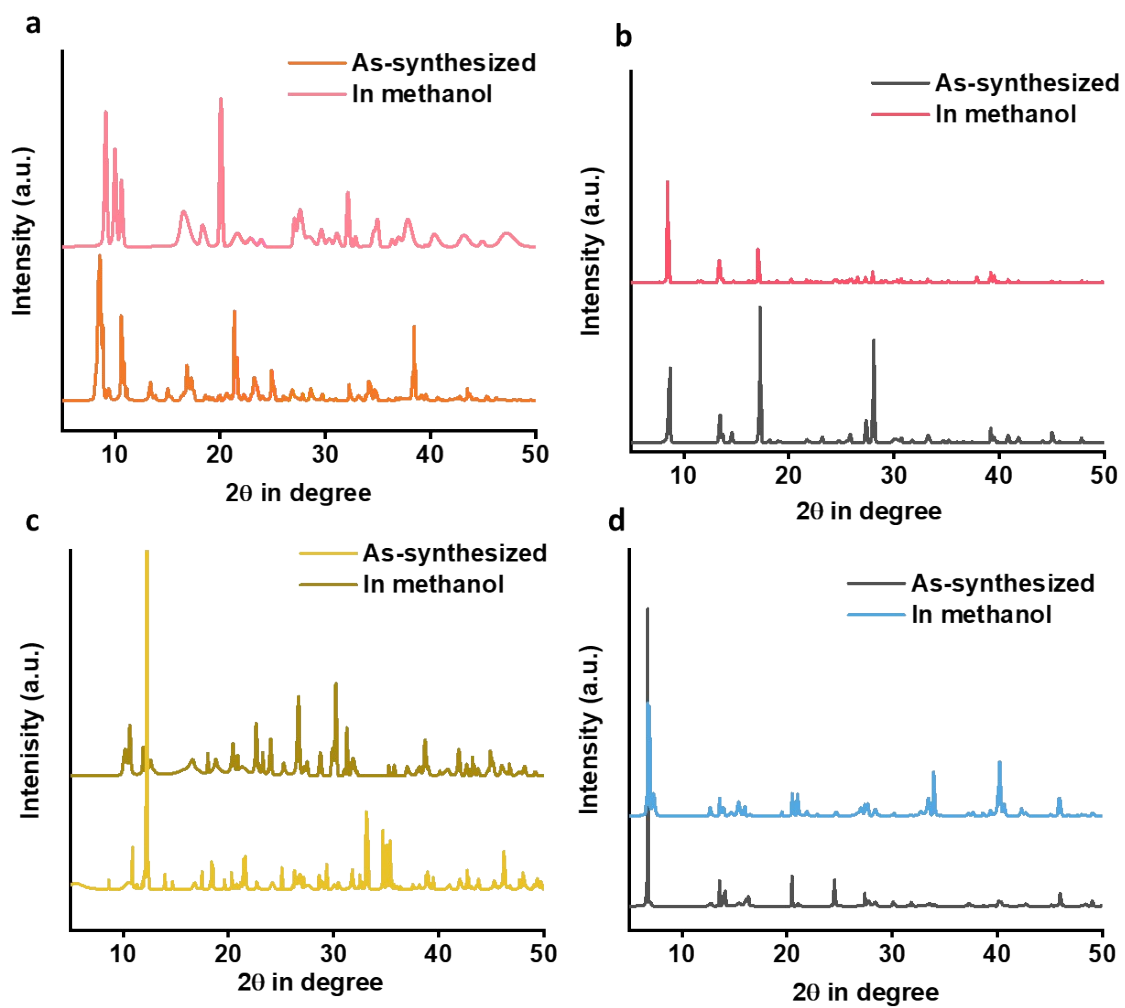 a
As-synthesized
In methanol
Intensity (a.u.)
10 20 30 40 50
2θ in degree
b
As-synthesized
In methanol
Intensity (a.u.)
10 20 30 40 50
2θ in degree
c
As-synthesized
In methanol
Intenisity (a.u.)
10 20 30 40 50
2θ in degree
d
As-synthesized
In methanol
Intensity (a.u.)
10 20 30 40 50
2θ in degree